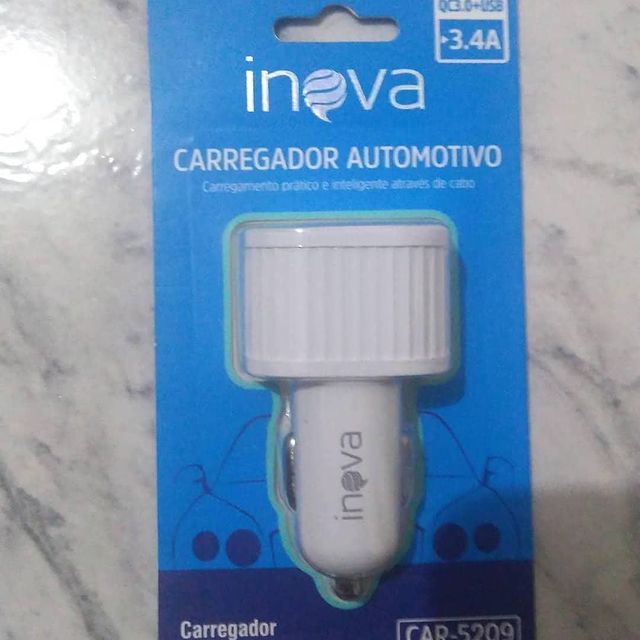 QC3.0+USB
▸3.4A
inova
CARREGADOR AUTOMOTIVO
Carregamento prático e inteligente através de cabo
inova
Carregador
CAR-5209